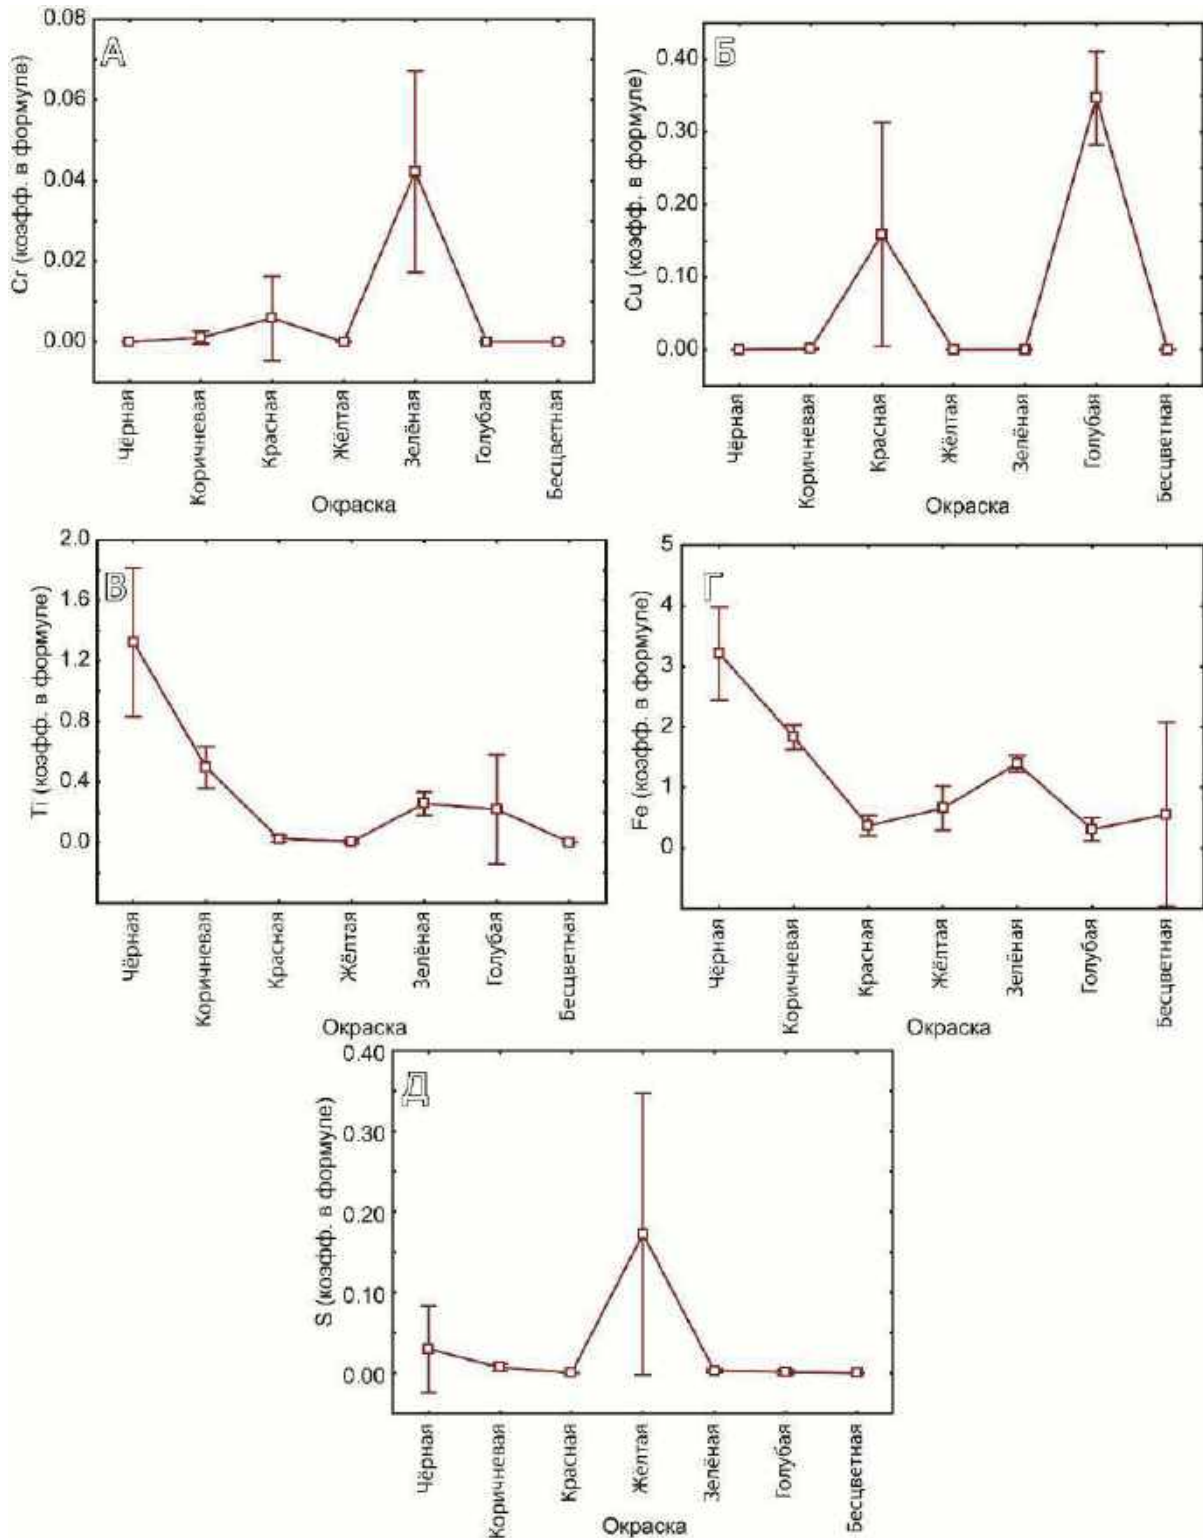 А
Cr (коэфф. в формуле)
0.08
0.06
0.04
0.02
0.00
Чёрная
Коричневая
Красная
Жёлтая
Зелёная
Голубая
Бесцветная
Окраска
Б
Cu (коэфф. в формуле)
0.40
0.30
0.20
0.10
0.00
Чёрная
Коричневая
Красная
Жёлтая
Зелёная
Голубая
Бесцветная
Окраска
В
Ti (коэфф. в формуле)
2.0
1.6
1.2
0.8
0.4
0.0
Чёрная
Коричневая
Красная
Жёлтая
Зелёная
Голубая
Бесцветная
Окраска
Г
Fe (коэфф. в формуле)
5
4
3
2
1
0
Чёрная
Коричневая
Красная
Жёлтая
Зелёная
Голубая
Бесцветная
Окраска
Д
S (коэфф. в формуле)
0.40
0.30
0.20
0.10
0.00
Чёрная
Коричневая
Красная
Жёлтая
Зелёная
Голубая
Бесцветная
Окраска